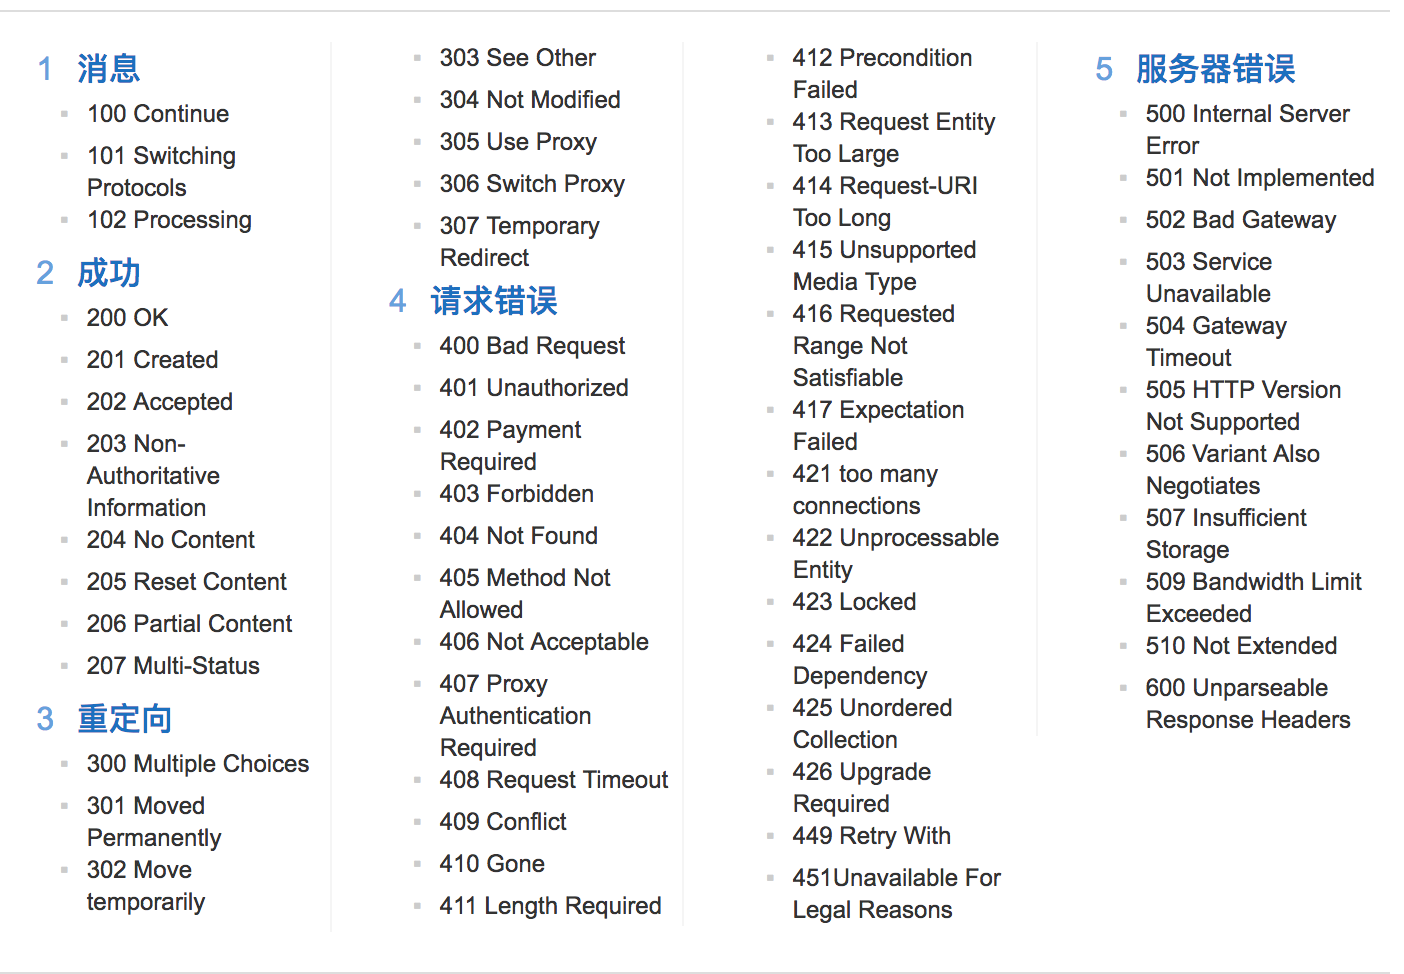 1 消息
100 Continue
101 Switching
Protocols
102 Processing
2 成功
200 OK
201 Created
202 Accepted
203 Non-
Authoritative
Information
204 No Content
205 Reset Content
206 Partial Content
207 Multi-Status
3 重定向
300 Multiple Choices
301 Moved
Permanently
302 Move
temporarily
303 See Other
304 Not Modified
305 Use Proxy
306 Switch Proxy
307 Temporary
Redirect
4 请求错误
400 Bad Request
401 Unauthorized
402 Payment
Required
403 Forbidden
404 Not Found
405 Method Not
Allowed
406 Not Acceptable
407 Proxy
Authentication
Required
408 Request Timeout
409 Conflict
410 Gone
411 Length Required
412 Precondition
Failed
413 Request Entity
Too Large
414 Request-URI
Too Long
415 Unsupported
Media Type
416 Requested
Range Not
Satisfiable
417 Expectation
Failed
421 too many
connections
422 Unprocessable
Entity
423 Locked
424 Failed
Dependency
425 Unordered
Collection
426 Upgrade
Required
449 Retry With
451Unavailable For
Legal Reasons
5 服务器错误
500 Internal Server
Error
501 Not Implemented
502 Bad Gateway
503 Service
Unavailable
504 Gateway
Timeout
505 HTTP Version
Not Supported
506 Variant Also
Negotiates
507 Insufficient
Storage
509 Bandwidth Limit
Exceeded
510 Not Extended
600 Unparseable
Response Headers